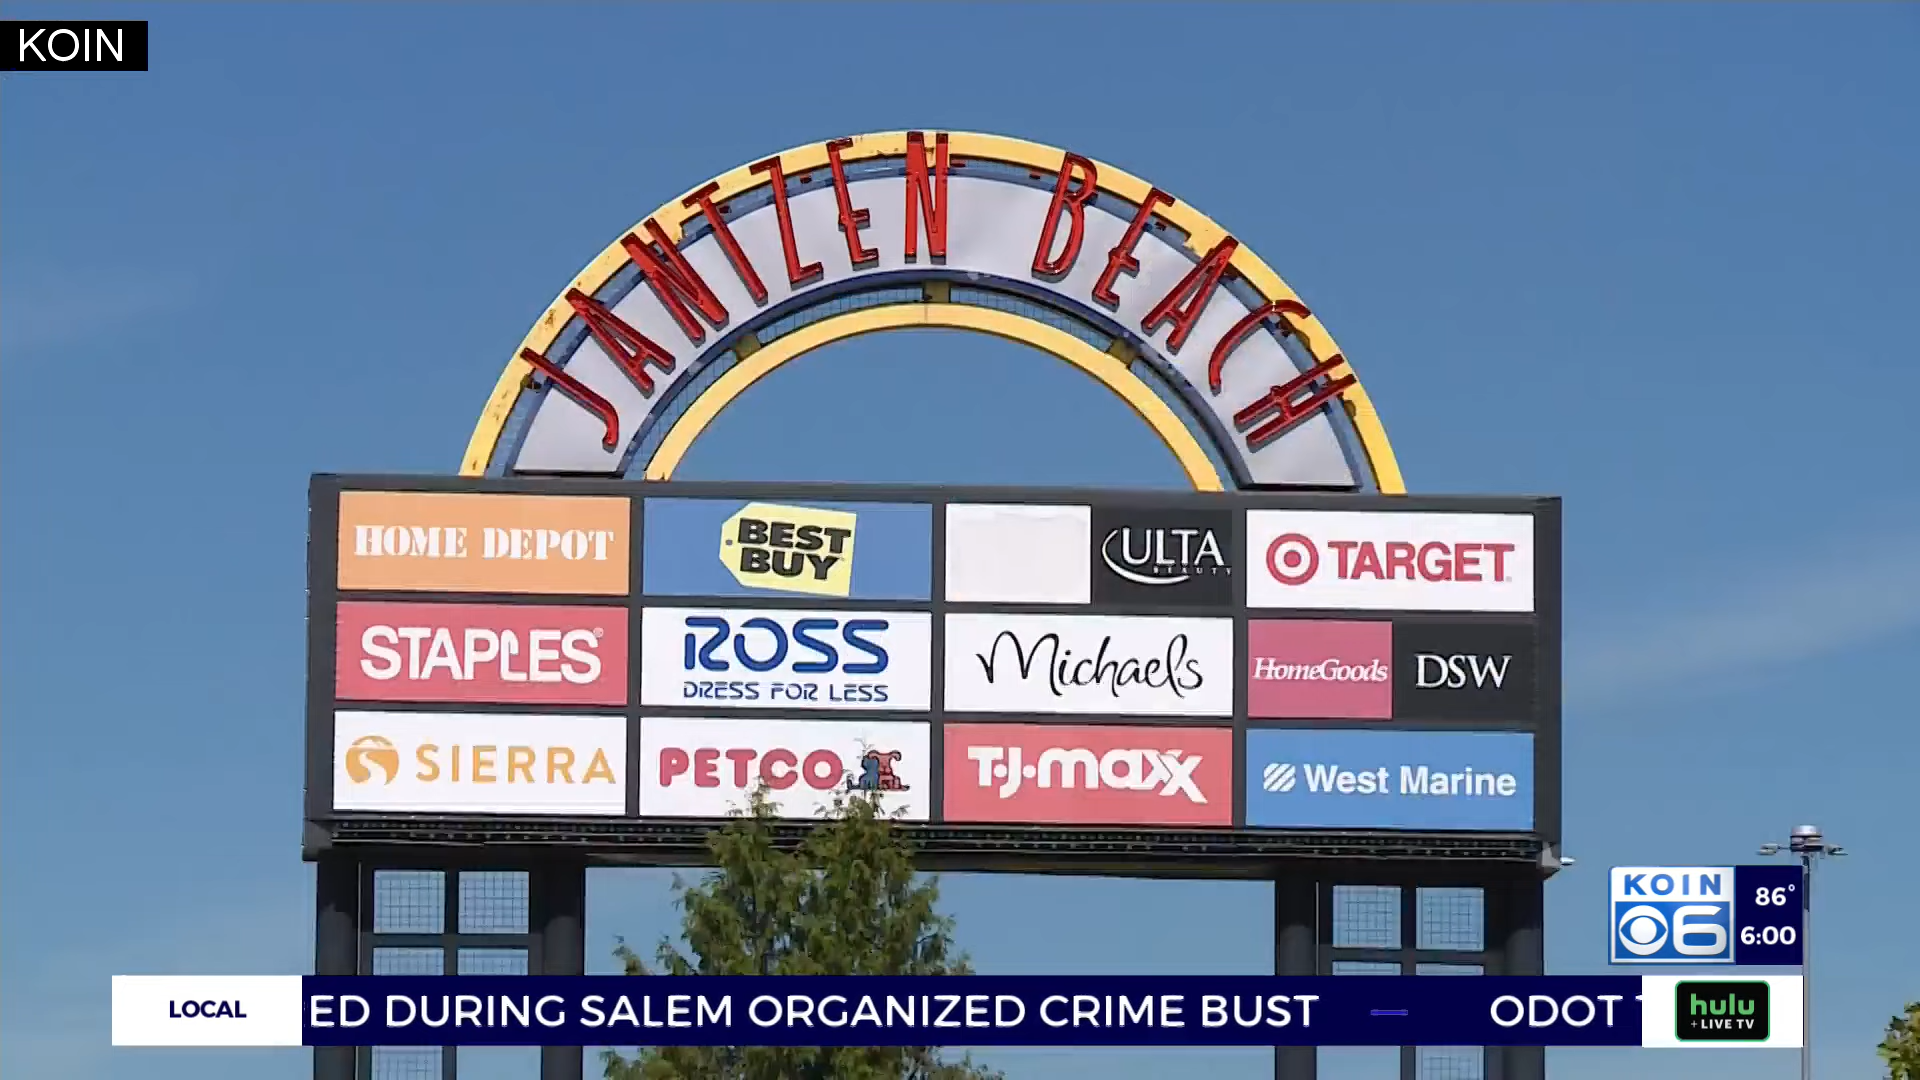 KOIN
JANTZEN BEACH
HOME DEPOT
BEST BUY
ULTA BEAUTY
TARGET
STAPLES
ROSS
DRESS FOR LESS
Michaels
HomeGoods
DSW
SIERRA
PETCO
T.J.maxx
West Marine
KOIN 6
86°
6:00
LOCAL
ED DURING SALEM ORGANIZED CRIME BUST — ODOT
hulu
+ LIVE TV